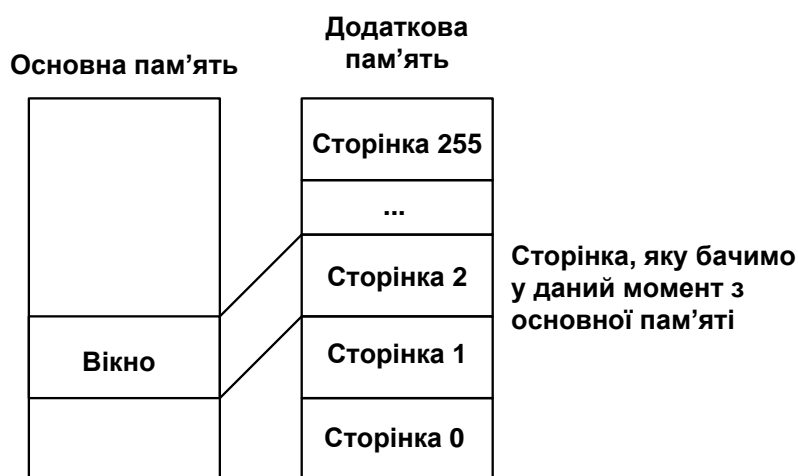 Додаткова
пам’ять
Основна пам’ять
Сторінка 255
...
Сторінка 2
Сторінка, яку бачимо
у даний момент з
основної пам’яті
Вікно
Сторінка 1
Сторінка 0